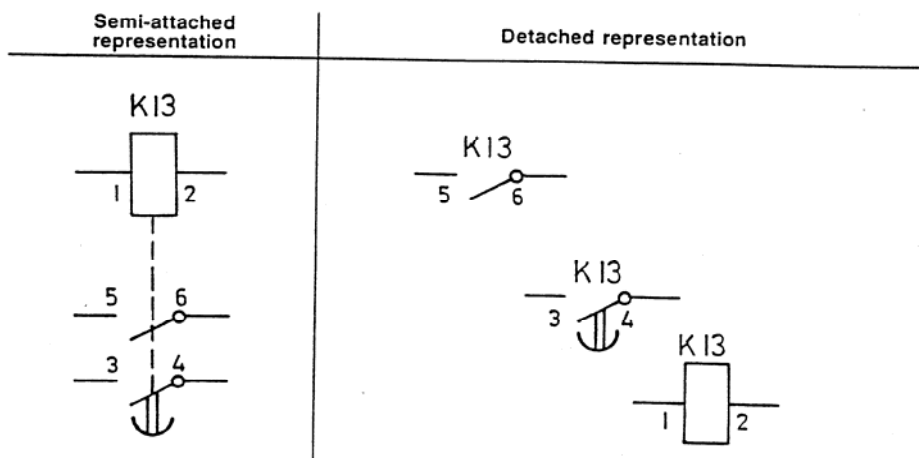 Semi-attached
representation
Detached representation
K13
1 2
5 6
3 4
K13
5 6
K13
3 4
K13
1 2